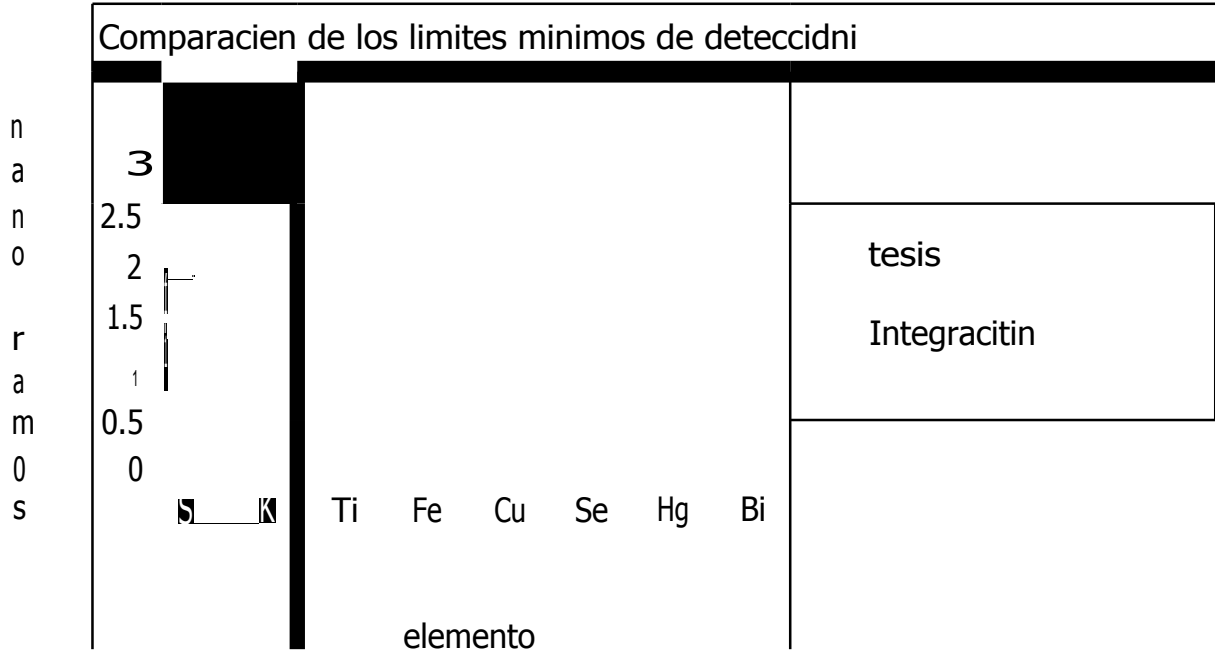 Comparacien de los limites minimos de deteccidni
n
a
n
o
r
a
m
0
s
3
2.5
2
1.5
1
0.5
0
S K Ti Fe Cu Se Hg Bi
elemento
tesis
Integracitin